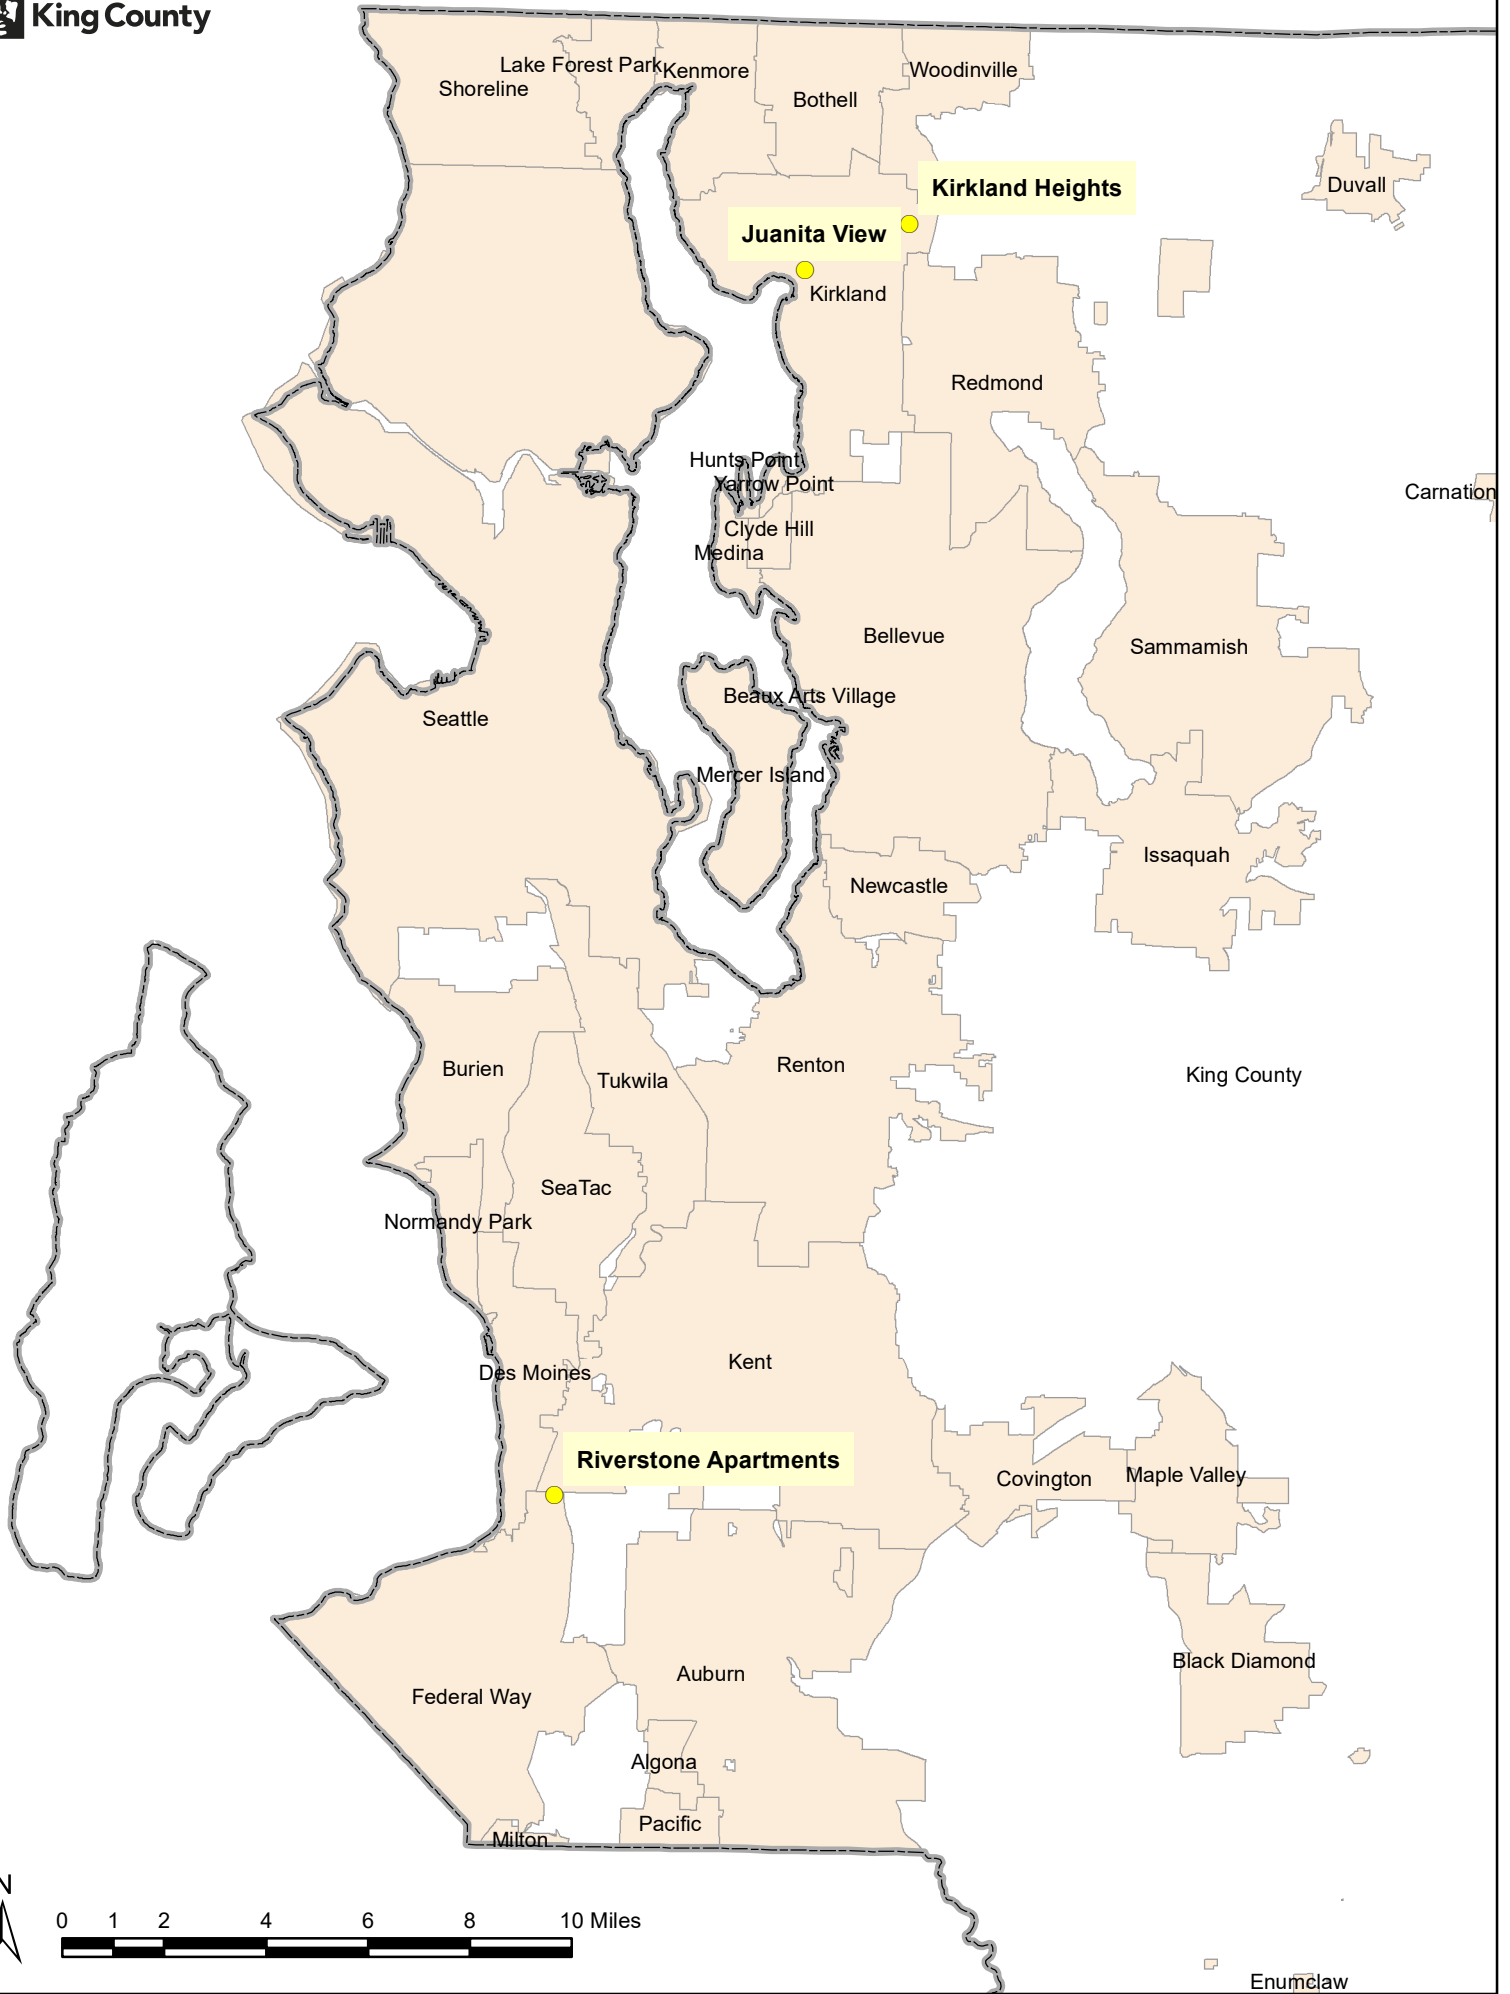 King County
Lake Forest Park
Kenmore
Woodinville
Shoreline
Bothell
Kirkland Heights
Duvall
Juanita View
Kirkland
Redmond
Hunts Point
Yarrow Point
Carnation
Clyde Hill
Medina
Bellevue
Sammamish
Beaux Arts Village
Seattle
Mercer Island
Issaquah
Newcastle
Burien
Tukwila
Renton
King County
SeaTac
Normandy Park
Kent
Des Moines
Riverstone Apartments
Covington
Maple Valley
Black Diamond
Auburn
Federal Way
Algona
Pacific
Milton
N
0 1 2 4 6 8 10 Miles
Enumclaw